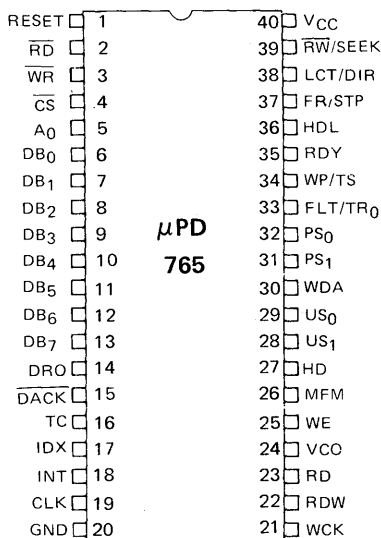 RESET 1 40 VCC
RD 2 39 RW/SEEK
WR 3 38 LCT/DIR
CS 4 37 FR/STP
A0 5 36 HDL
DB0 6 35 RDY
DB1 7 34 WP/TS
DB2 8 33 FLT/TR0
DB3 9 μPD 32 PS0
DB4 10 765 31 PS1
DB5 11 30 WDA
DB6 12 29 US0
DB7 13 28 US1
DRO 14 27 HD
DACK 15 26 MFM
TC 16 25 WE
IDX 17 24 VCO
INT 18 23 RD
CLK 19 22 RDW
GND 20 21 WCK